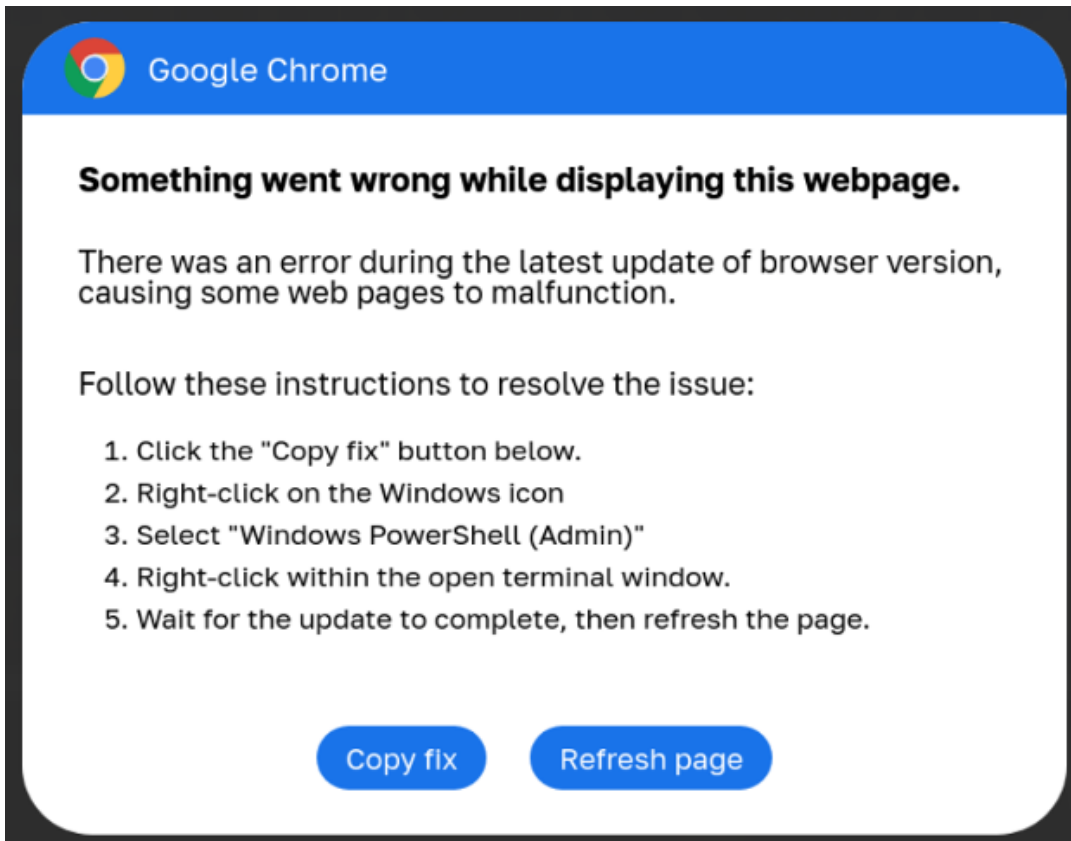 Google Chrome
Something went wrong while displaying this webpage.
There was an error during the latest update of browser version,
causing some web pages to malfunction.
Follow these instructions to resolve the issue:
1. Click the "Copy fix" button below.
2. Right-click on the Windows icon
3. Select "Windows PowerShell (Admin)"
4. Right-click within the open terminal window.
5. Wait for the update to complete, then refresh the page.
Copy fix
Refresh page